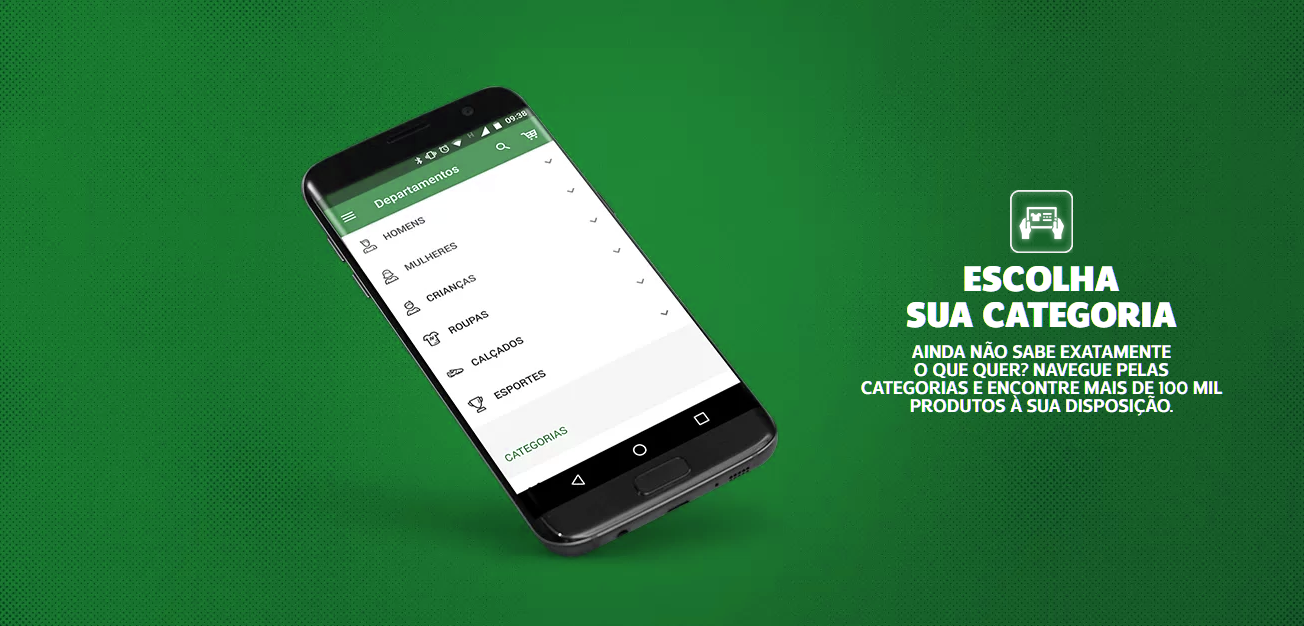 09:38
Departamentos
HOMENS
MULHERES
CRIANÇAS
ROUPAS
CALÇADOS
ESPORTES
CATEGORIAS
ESCOLHA
SUA CATEGORIA
AINDA NÃO SABE EXATAMENTE
O QUE QUER? NAVEGUE PELAS
CATEGORIAS E ENCONTRE MAIS DE 100 MIL
PRODUTOS À SUA DISPOSIÇÃO.